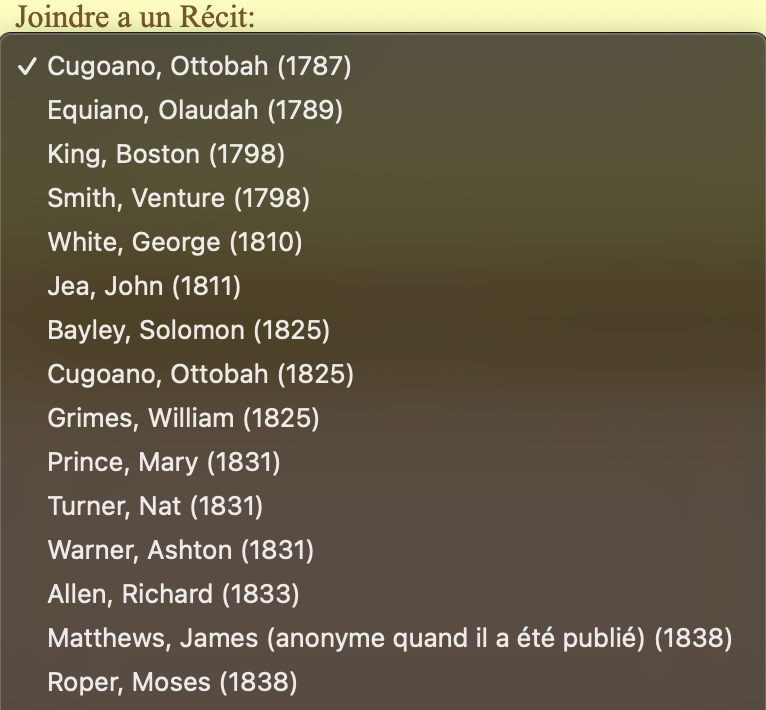 Joindre a un Récit:
✓ Cugoano, Ottobah (1787)
Equiano, Olaudah (1789)
King, Boston (1798)
Smith, Venture (1798)
White, George (1810)
Jea, John (1811)
Bayley, Solomon (1825)
Cugoano, Ottobah (1825)
Grimes, William (1825)
Prince, Mary (1831)
Turner, Nat (1831)
Warner, Ashton (1831)
Allen, Richard (1833)
Matthews, James (anonyme quand il a été publié) (1838)
Roper, Moses (1838)